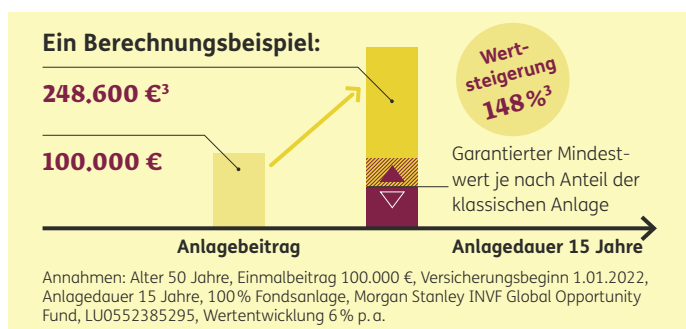 Ein Berechnungsbeispiel:
248.600 €³
100.000 €
Wert-
steigerung
148 %³
Garantierter Mindest-
wert je nach Anteil der
klassischen Anlage
Anlagebeitrag
Anlagedauer 15 Jahre
Annahmen: Alter 50 Jahre, Einmalbeitrag 100.000 €, Versicherungsbeginn 1.01.2022,
Anlagedauer 15 Jahre, 100 % Fondsanlage, Morgan Stanley INVF Global Opportunity
Fund, LU0552385295, Wertentwicklung 6 % p. a.